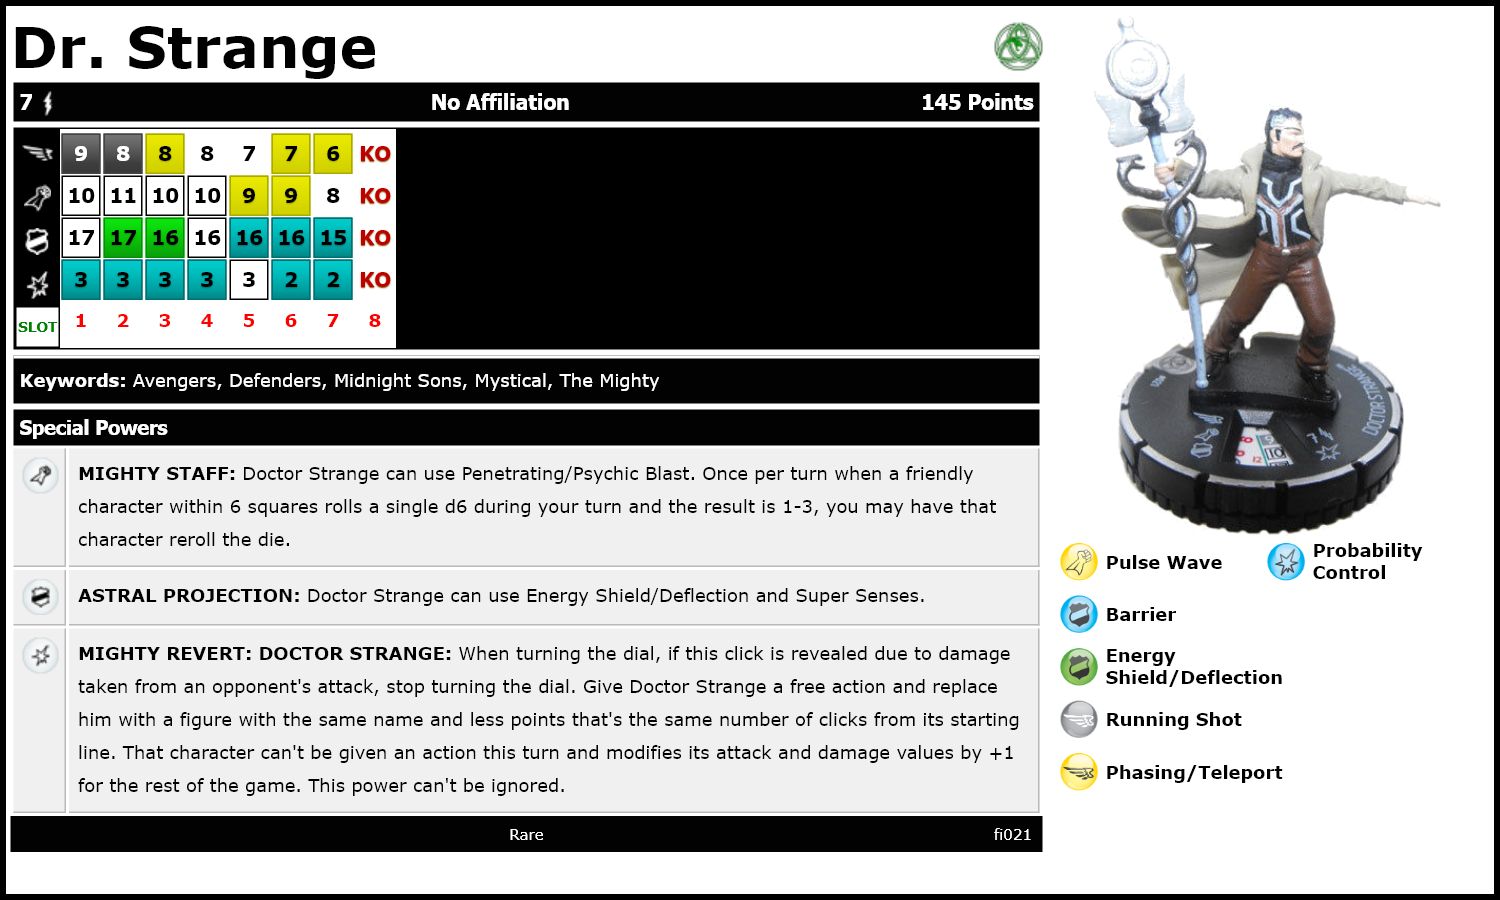 Dr. Strange
7 No Affiliation 145 Points
9 8 8 8 7 7 6 KO
10 11 10 10 9 9 8 KO
17 17 16 16 16 16 15 KO
3 3 3 3 3 2 2 KO
SLOT 1 2 3 4 5 6 7 8
Keywords: Avengers, Defenders, Midnight Sons, Mystical, The Mighty
Special Powers
MIGHTY STAFF: Doctor Strange can use Penetrating/Psychic Blast. Once per turn when a friendly
character within 6 squares rolls a single d6 during your turn and the result is 1-3, you may have that
character reroll the die.
ASTRAL PROJECTION: Doctor Strange can use Energy Shield/Deflection and Super Senses.
MIGHTY REVERT: DOCTOR STRANGE: When turning the dial, if this click is revealed due to damage
taken from an opponent's attack, stop turning the dial. Give Doctor Strange a free action and replace
him with a figure with the same name and less points that's the same number of clicks from its starting
line. That character can't be given an action this turn and modifies its attack and damage values by +1
for the rest of the game. This power can't be ignored.
Rare fi021
DOCTOR STRANGE
7
10
12
Pulse Wave
Probability
Control
Barrier
Energy
Shield/Deflection
Running Shot
Phasing/Teleport